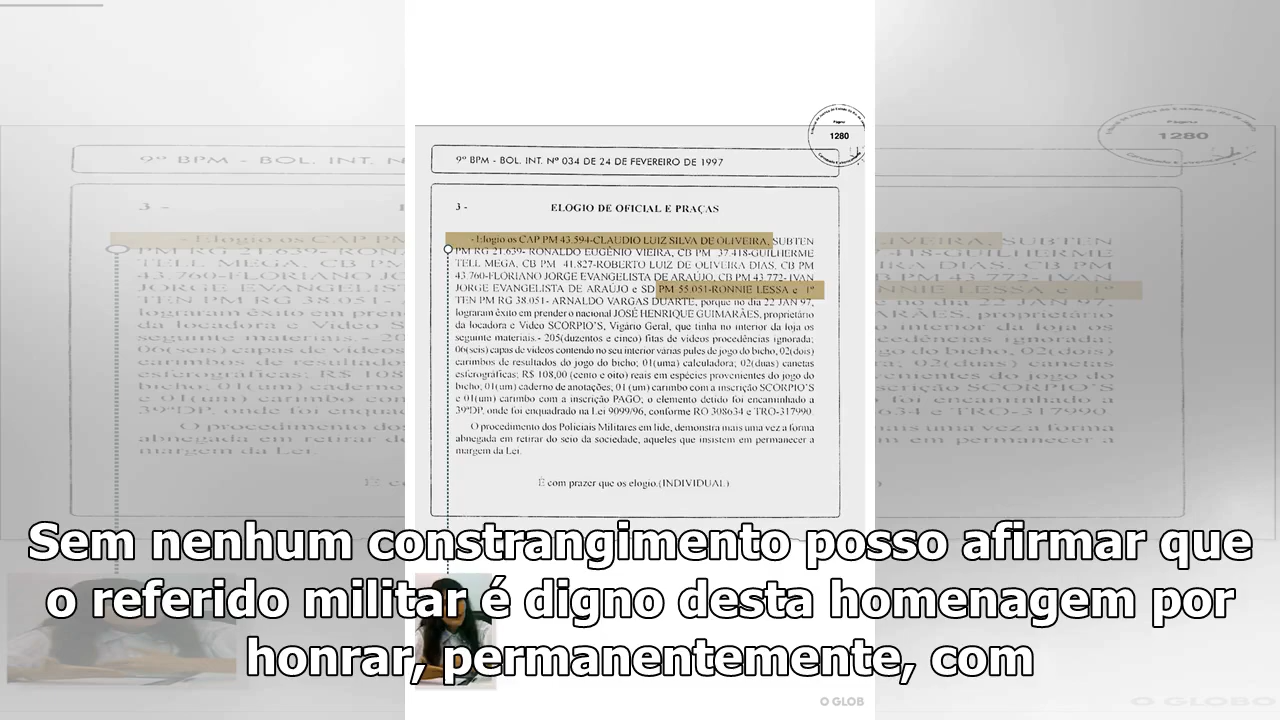 1280
9º BPM - BOL. INT. Nº 034 DE 24 DE FEVEREIRO DE 1997
3 - ELOGIO DE OFICIAL E PRAÇAS
- Elogio os CAP PM 43.594-CLAUDIO LUIZ SILVA DE OLIVEIRA, SUBTEN
PM RG 21.639- RONALDO EUGÊNIO VIEIRA, CB PM 37.418-GUILHERME
TELL MEGA, CB PM 41.827-ROBERTO LUIZ DE OLIVEIRA DIAS, CB PM
43.760-FLORIANO JORGE EVANGELISTA DE ARAÚJO, CB PM 43.772- IVAN
JORGE EVANGELISTA DE ARAÚJO e SD PM 55.051-RONNIE LESSA e 1º
TEN PM RG 38.051- ARNALDO VARGAS DUARTE, porque no dia 22 JAN 97,
lograram êxito em prender o nacional JOSÉ HENRIQUE GUIMARÃES, proprietário
da locadora e Video SCORPIO'S, Vigário Geral, que tinha no interior da loja os
seguinte materiais.- 205(duzentos e cinco) fitas de vídeos procedências ignorada;
06(seis) capas de vídeos contendo no seu interior várias pules de jogo do bicho, 02(dois)
carimbos de resultados do jogo do bicho; 01(uma) calculadora; 02(duas) canetas
esferográficas; R$ 108,00 (cento e oito) reais em espécies provenientes do jogo do
bicho; 01(um) caderno de anotações; 01 (um) carimbo com a inscrição SCORPIO'S
e 01(um) carimbo com a inscrição PAGO; o elemento detido foi encaminhado a
39ªDP, onde foi enquadrado na Lei 9099/96, conforme RO 308634 e TRO-317990.
O procedimento dos Policiais Militares em lide, demonstra mais uma vez a forma
abnegada em retirar do seio da sociedade, aqueles que insistem em permanecer a
margem da Lei.
É com prazer que os elogio.(INDIVIDUAL)
Sem nenhum constrangimento posso afirmar que
o referido militar é digno desta homenagem por
honrar, permanentemente, com
O GLOB